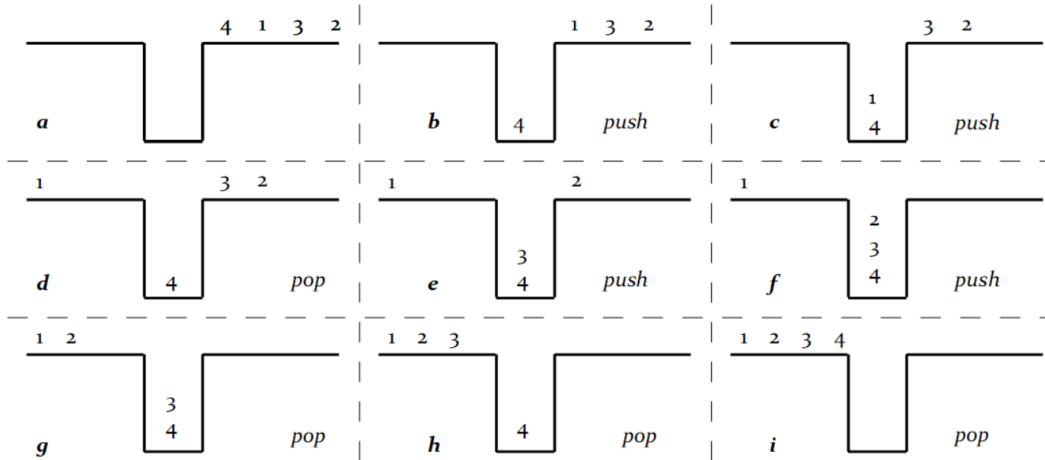 4 1 3 2
a
1 3 2
4
b push
3 2
1
4
c push
1 3 2
4
d pop
1 2
3
4
e push
1
2
3
4
f push
1 2
3
4
g pop
1 2 3
4
h pop
1 2 3 4
i pop